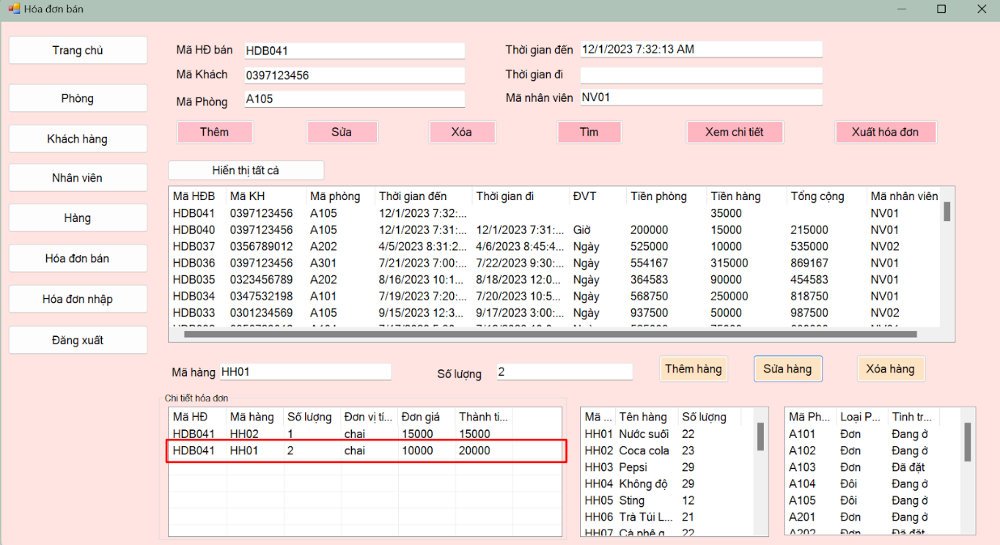 Hóa đơn bán
Trang chủ
Phòng
Khách hàng
Nhân viên
Hàng
Hóa đơn bán
Hóa đơn nhập
Đăng xuất
Mã HĐ bán HDB041
Thời gian đến 12/1/2023 7:32:13 AM
Mã Khách 0397123456
Thời gian đi
Mã Phòng A105
Mã nhân viên NV01
Thêm Sửa Xóa Tìm Xem chi tiết Xuất hóa đơn
Hiển thị tất cả
Mã HĐB Mã KH Mã phòng Thời gian đến Thời gian đi ĐVT Tiền phòng Tiền hàng Tổng cộng Mã nhân viên
HDB041 0397123456 A105 12/1/2023 7:32:... 35000 NV01
HDB040 0397123456 A105 12/1/2023 7:31:... 12/1/2023 7:31:... Giờ 200000 15000 215000 NV01
HDB037 0356789012 A202 4/5/2023 8:31:2... 4/6/2023 8:45:4... Ngày 525000 10000 535000 NV02
HDB036 0397123456 A301 7/21/2023 7:00:... 7/22/2023 9:30:... Ngày 554167 315000 869167 NV01
HDB035 0323456789 A202 8/16/2023 10:1... 8/18/2023 12:0... Ngày 364583 90000 454583 NV01
HDB034 0347532198 A101 7/19/2023 7:20:... 7/20/2023 10:5... Ngày 568750 250000 818750 NV01
HDB033 0301234569 A105 9/15/2023 12:3... 9/17/2023 3:00:... Ngày 937500 50000 987500 NV02
Mã hàng HH01 Số lượng 2 Thêm hàng Sửa hàng Xóa hàng
Chi tiết hóa đơn
Mã HĐ Mã hàng Số lượng Đơn vị tí... Đơn giá Thành ti...
HDB041 HH02 1 chai 15000 15000
HDB041 HH01 2 chai 10000 20000
Mã ... Tên hàng Số lượng
HH01 Nước suối 22
HH02 Coca cola 23
HH03 Pepsi 29
HH04 Không độ 29
HH05 Sting 12
HH06 Trà Túi L... 21
HH07 Cà phê g... 22
Mã Ph... Loại P... Tình tr...
A101 Đơn Đang ở
A102 Đơn Đang ở
A103 Đơn Đã đặt
A104 Đôi Đang ở
A105 Đôi Đang ở
A201 Đơn Đang ở
A202 Đơn Đã đặt